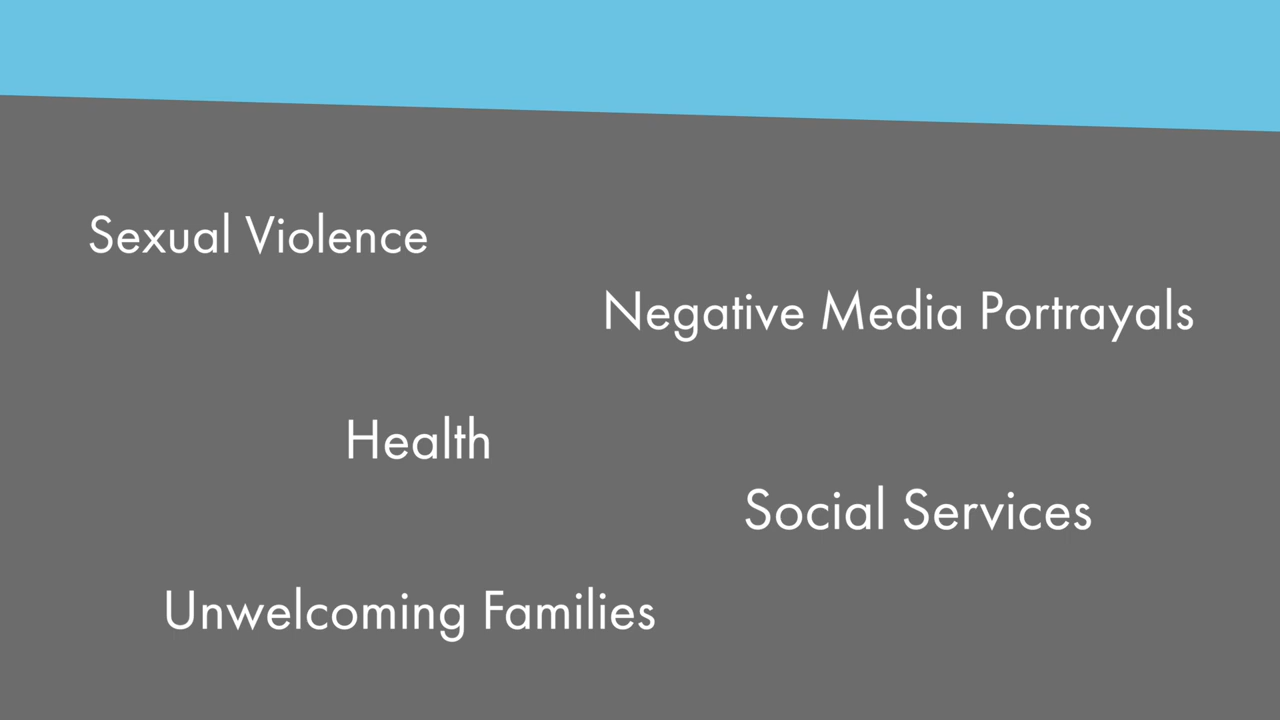 Sexual Violence
Negative Media Portrayals
Health
Social Services
Unwelcoming Families